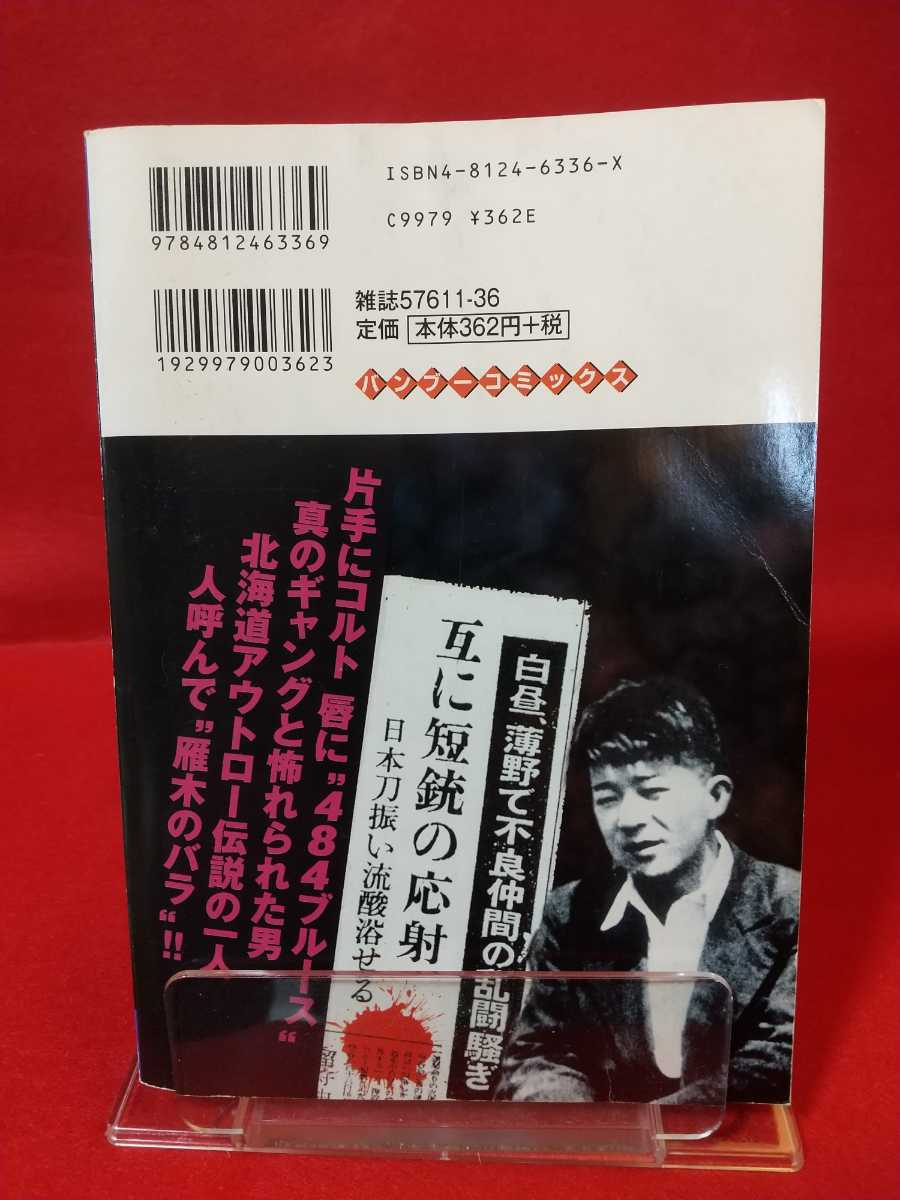 ISBN4-8124-6336-X
C9979 ¥362E
9784812463369
雑誌57611-36
定価 本体362円+税
1929979003623
バンブーコミックス
片手にコルト 唇に"484ブルース"
真のギャングと怖れられた男
北海道アウトロー伝説の一人
人呼んで"雁木のバラ"!!
白昼、薄野で不良仲間の乱闘騒ぎ
互に短銃の応射
日本刀振い流酸浴せる